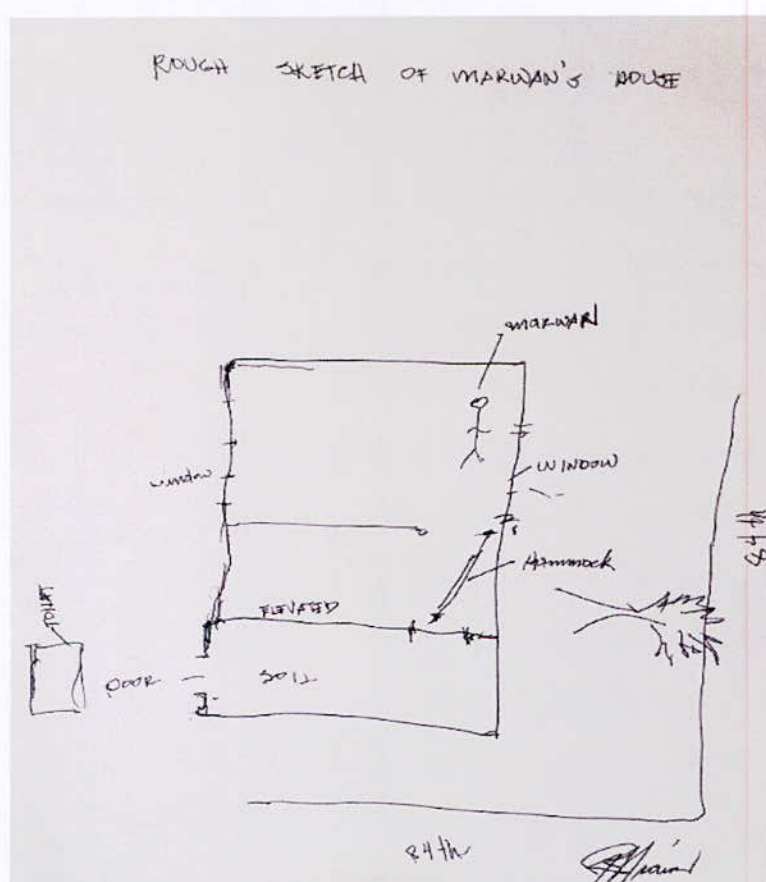 ROUGH SKETCH OF MARWAN'S HOUSE
MARWAN
WINDOW
window
Hammock
ELEVATED
TOILET
DOOR
SOIL
84th
84th